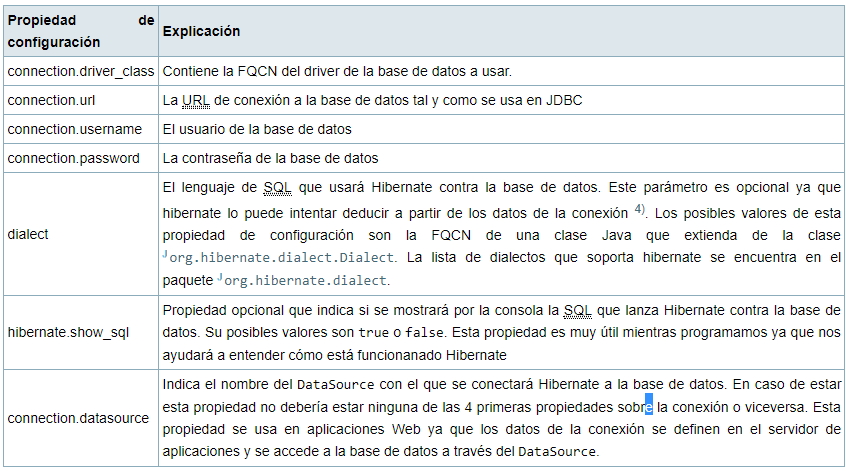 Propiedad de
configuración
Explicación
connection.driver_class
Contiene la FQCN del driver de la base de datos a usar.
connection.url
La URL de conexión a la base de datos tal y como se usa en JDBC
connection.username
El usuario de la base de datos
connection.password
La contraseña de la base de datos
dialect
El lenguaje de SQL que usará Hibernate contra la base de datos. Este parámetro es opcional ya que
hibernate lo puede intentar deducir a partir de los datos de la conexión 4). Los posibles valores de esta
propiedad de configuración son la FQCN de una clase Java que extienda de la clase
org.hibernate.dialect.Dialect. La lista de dialectos que soporta hibernate se encuentra en el
paquete org.hibernate.dialect.
hibernate.show_sql
Propiedad opcional que indica si se mostrará por la consola la SQL que lanza Hibernate contra la base
de datos. Su posibles valores son true o false. Esta propiedad es muy útil mientras programamos ya que nos
ayudará a entender cómo está funcionanado Hibernate
connection.datasource
Indica el nombre del DataSource con el que se conectará Hibernate a la base de datos. En caso de estar
esta propiedad no debería estar ninguna de las 4 primeras propiedades sobre la conexión o viceversa. Esta
propiedad se usa en aplicaciones Web ya que los datos de la conexión se definen en el servidor de
aplicaciones y se accede a la base de datos a través del DataSource.